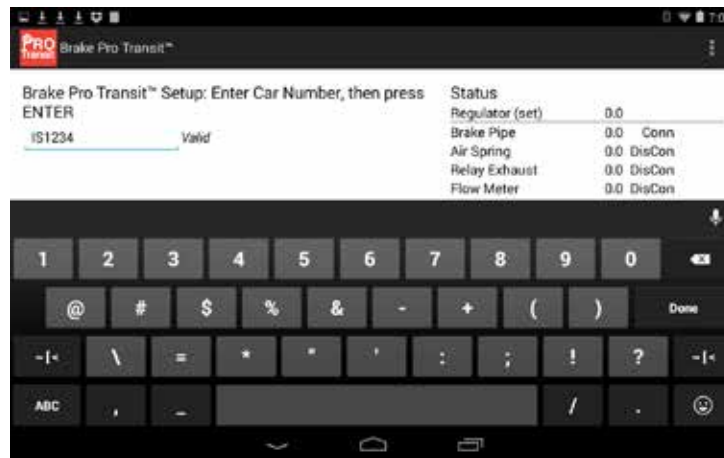 7:0
PRO
Transit
Brake Pro Transit™
Brake Pro Transit™ Setup: Enter Car Number, then press
ENTER
IS1234 Valid
Status
Regulator (set) 0.0
Brake Pipe 0.0 Conn
Air Spring 0.0 DisCon
Relay Exhaust 0.0 DisCon
Flow Meter 0.0 DisCon
1 2 3 4 5 6 7 8 9 0
@ # $ % & - + ( ) Done
~[< \ = * " ' : ; ! ? ~[<
ABC , _ / .